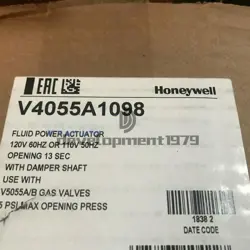 EAC
Honeywell
V4055A1098
FLUID POWER ACTUATOR
120V 60HZ OR 110V 50HZ
OPENING 13 SEC
WITH DAMPER SHAFT
USE WITH
V5055A/B GAS VALVES
5 PSI MAX OPENING PRESS
development1979
1838 2
DATE CODE